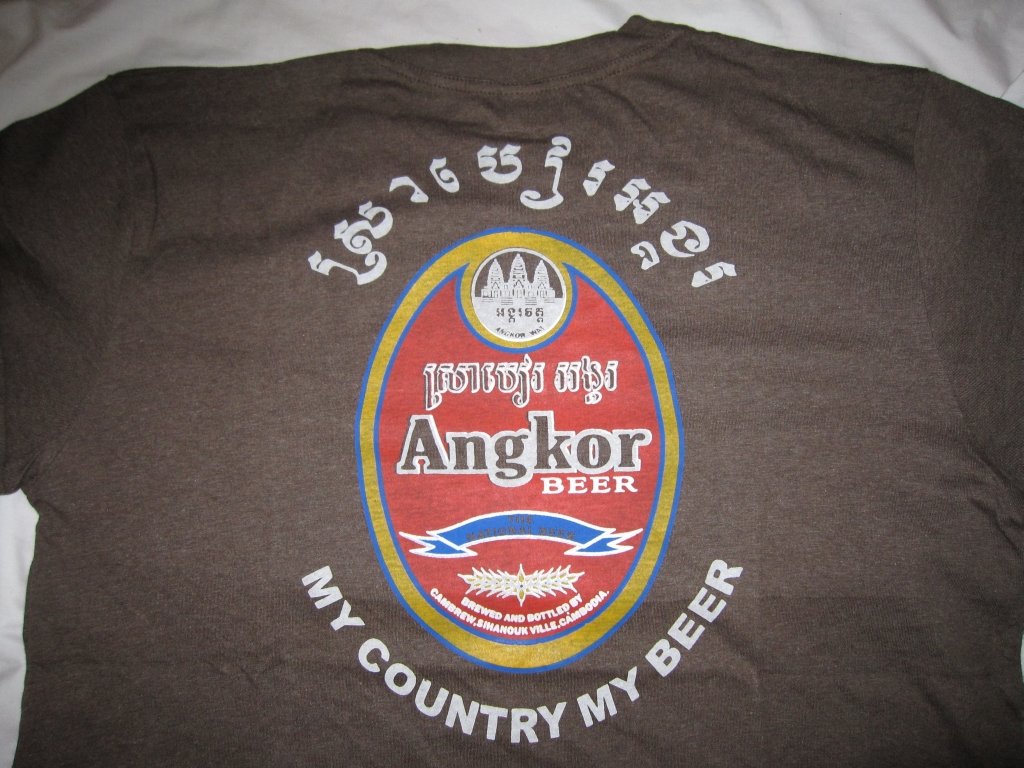 ស្រាបៀរអង្គរ
អង្គរវត្ត
ANGKOR WAT
ស្រាបៀរ អង្គរ
Angkor
BEER
BREWED AND BOTTLED BY
CAMBREW,SIHANOUK VILLE,CAMBODIA.
MY COUNTRY MY BEER